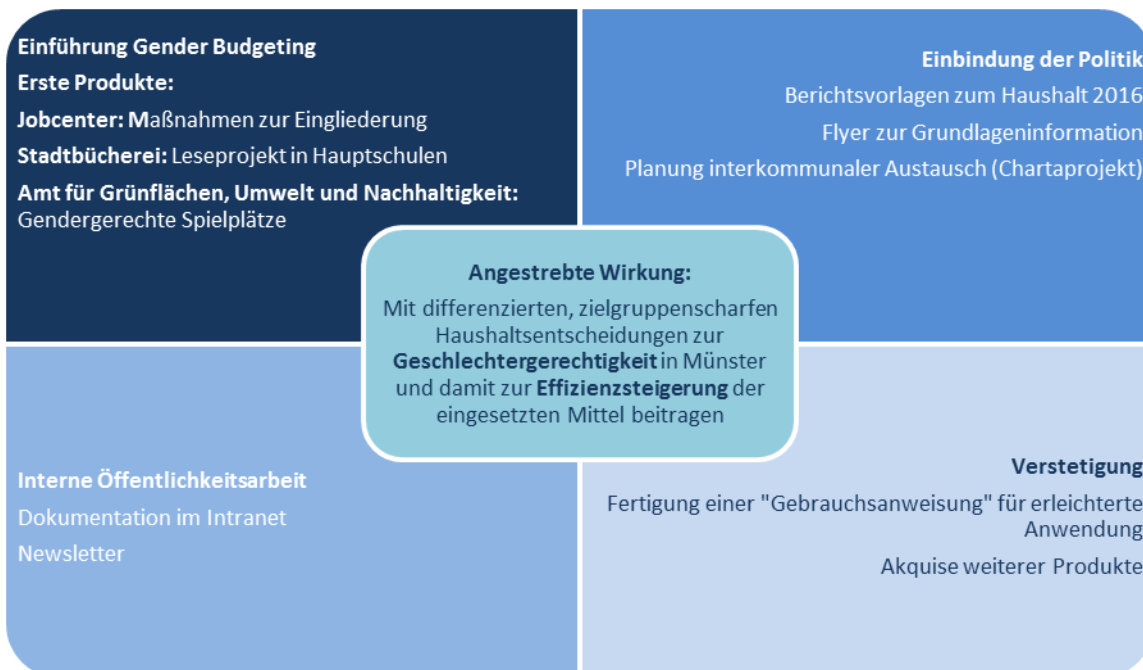 Einführung Gender Budgeting
Erste Produkte:
Jobcenter: Maßnahmen zur Eingliederung
Stadtbücherei: Leseprojekt in Hauptschulen
Amt für Grünflächen, Umwelt und Nachhaltigkeit:
Gendergerechte Spielplätze
Einbindung der Politik
Berichtsvorlagen zum Haushalt 2016
Flyer zur Grundlageninformation
Planung interkommunaler Austausch (Chartaprojekt)
Angestrebte Wirkung:
Mit differenzierten, zielgruppenscharfen
Haushaltsentscheidungen zur
Geschlechtergerechtigkeit in Münster
und damit zur Effizienzsteigerung der
eingesetzten Mittel beitragen
Interne Öffentlichkeitsarbeit
Dokumentation im Intranet
Newsletter
Verstetigung
Fertigung einer "Gebrauchsanweisung" für erleichterte
Anwendung
Akquise weiterer Produkte